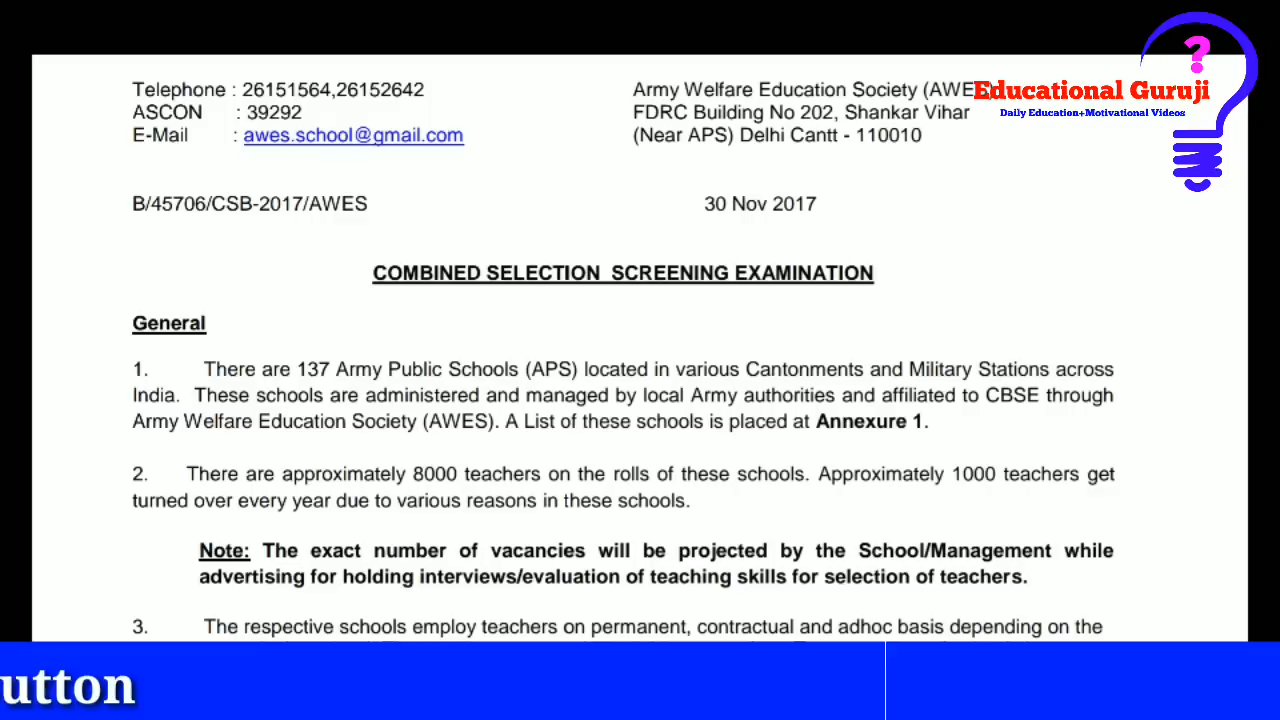 Telephone : 26151564,26152642
ASCON : 39292
E-Mail : awes.school@gmail.com
Army Welfare Education Society (AWES)
FDRC Building No 202, Shankar Vihar
(Near APS) Delhi Cantt - 110010
?
Educational Guruji
Daily Education+Motivational Videos
B/45706/CSB-2017/AWES 30 Nov 2017
COMBINED SELECTION SCREENING EXAMINATION
General
1. There are 137 Army Public Schools (APS) located in various Cantonments and Military Stations across
India. These schools are administered and managed by local Army authorities and affiliated to CBSE through
Army Welfare Education Society (AWES). A List of these schools is placed at Annexure 1.
2. There are approximately 8000 teachers on the rolls of these schools. Approximately 1000 teachers get
turned over every year due to various reasons in these schools.
Note: The exact number of vacancies will be projected by the School/Management while
advertising for holding interviews/evaluation of teaching skills for selection of teachers.
3. The respective schools employ teachers on permanent, contractual and adhoc basis depending on the
utton